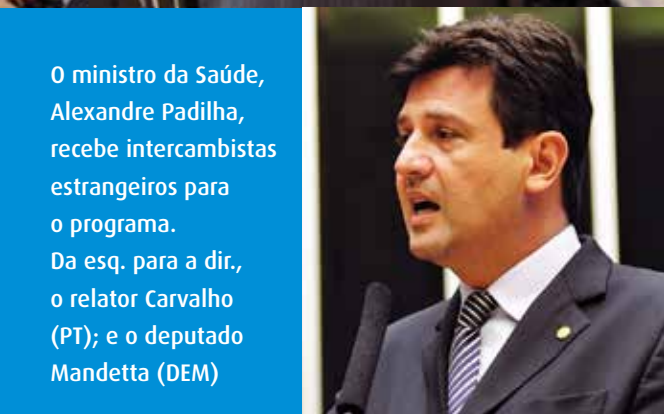 O ministro da Saúde,
Alexandre Padilha,
recebe intercambistas
estrangeiros para
o programa.
Da esq. para a dir.,
o relator Carvalho
(PT); e o deputado
Mandetta (DEM)